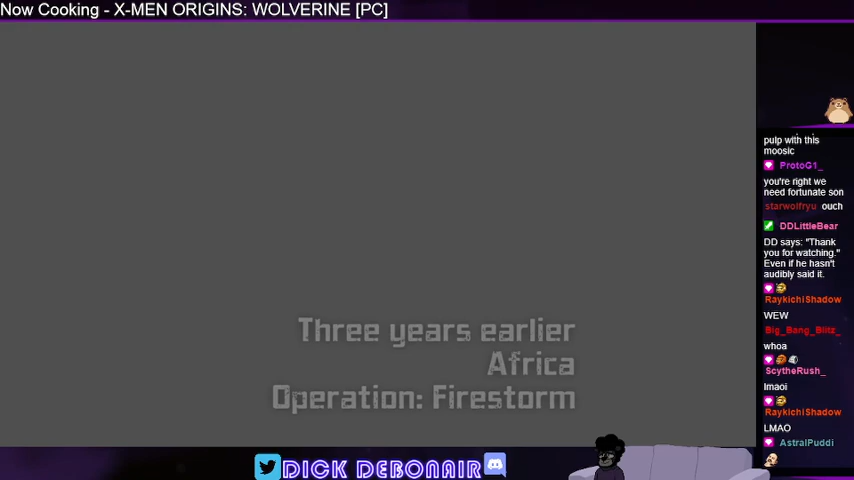 Now Cooking - X-MEN ORIGINS: WOLVERINE [PC]
Three years earlier
Africa
Operation: Firestorm
pulp with this
moosic
ProtoG1_
you're right we
need fortunate son
starwolfryu ouch
DDLittleBear
DD says: "Thank
you for watching."
Even if he hasn't
audibly said it.
RaykichiShadow
WEW
Big_Bang_Blitz_
whoa
ScytheRush_
lmaoi
RaykichiShadow
LMAO
AstralPuddi
DICK DEBONAIR